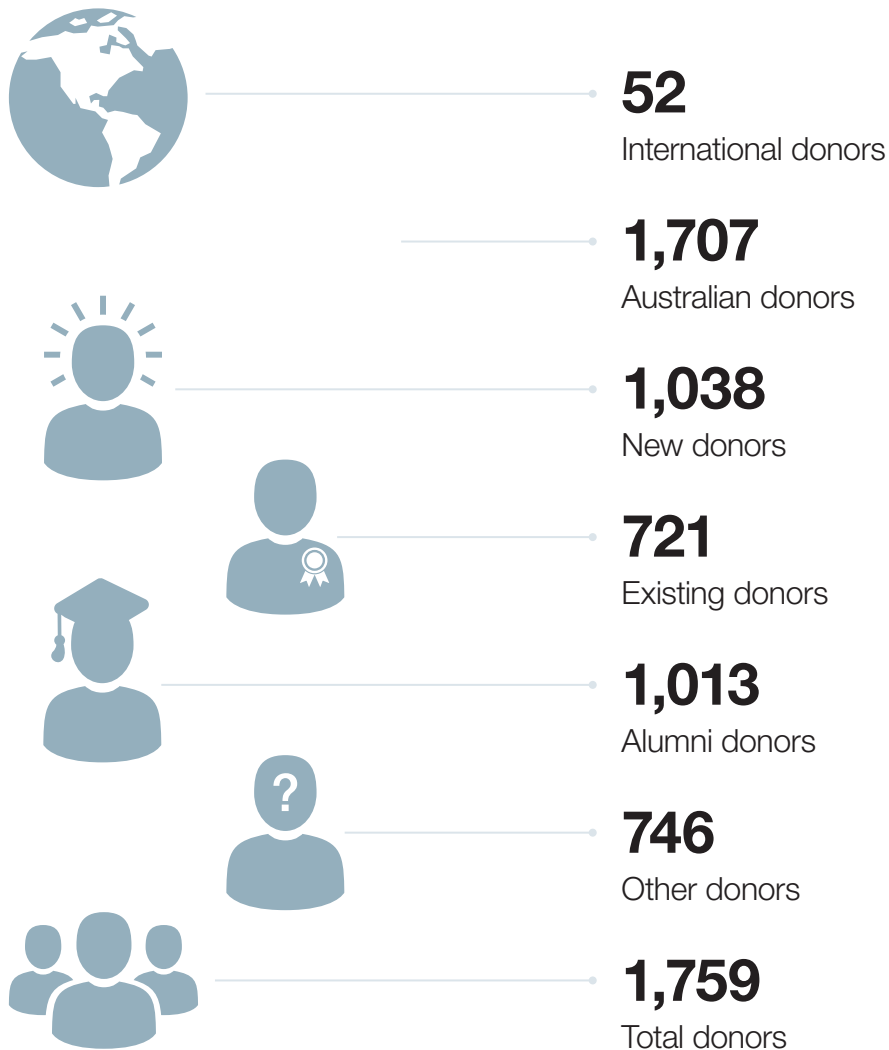 52
International donors
1,707
Australian donors
1,038
New donors
721
Existing donors
1,013
Alumni donors
?
746
Other donors
1,759
Total donors